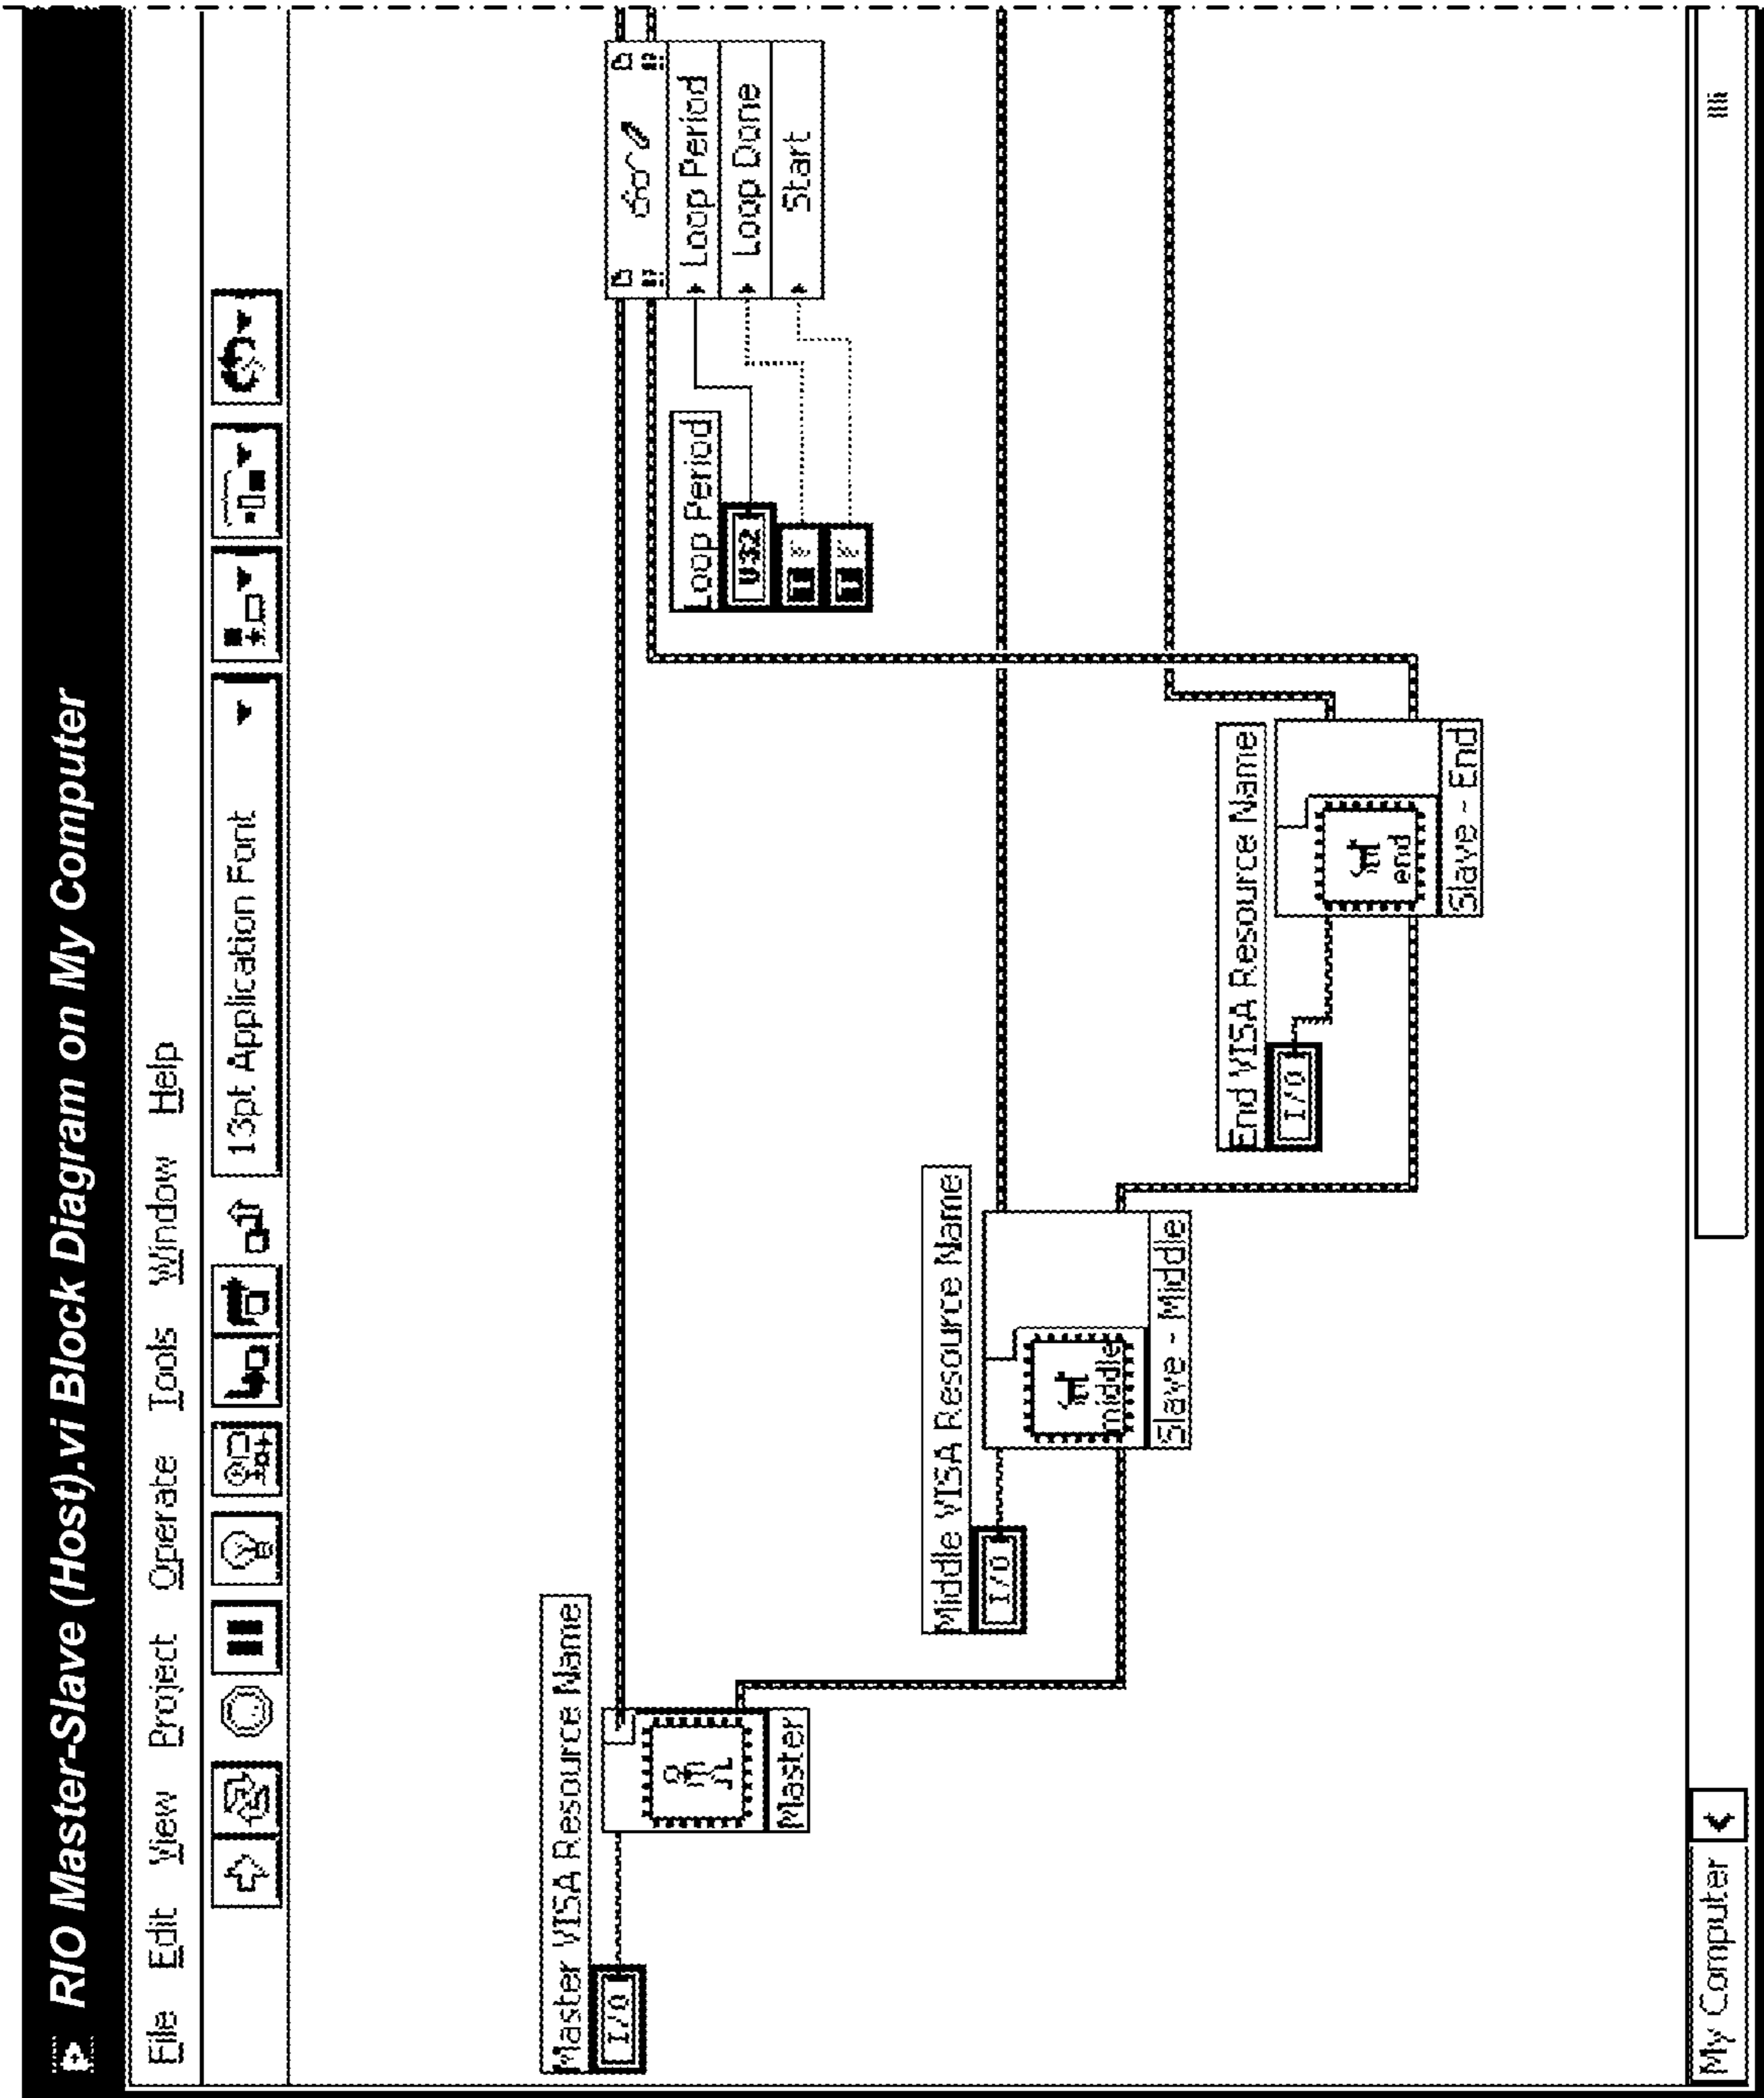 RIO Master-Slave (Host).vi Block Diagram on My Computer
File Edit View Project Operate Tools Window Help
13pt Application Font
Master VISA Resource Name
I/O
Master
Loop Period
Loop Done
Start
Loop Period
U32
F
F
Middle VISA Resource Name
I/O
middle
Slave - Middle
End VISA Resource Name
I/O
end
Slave - End
My Computer